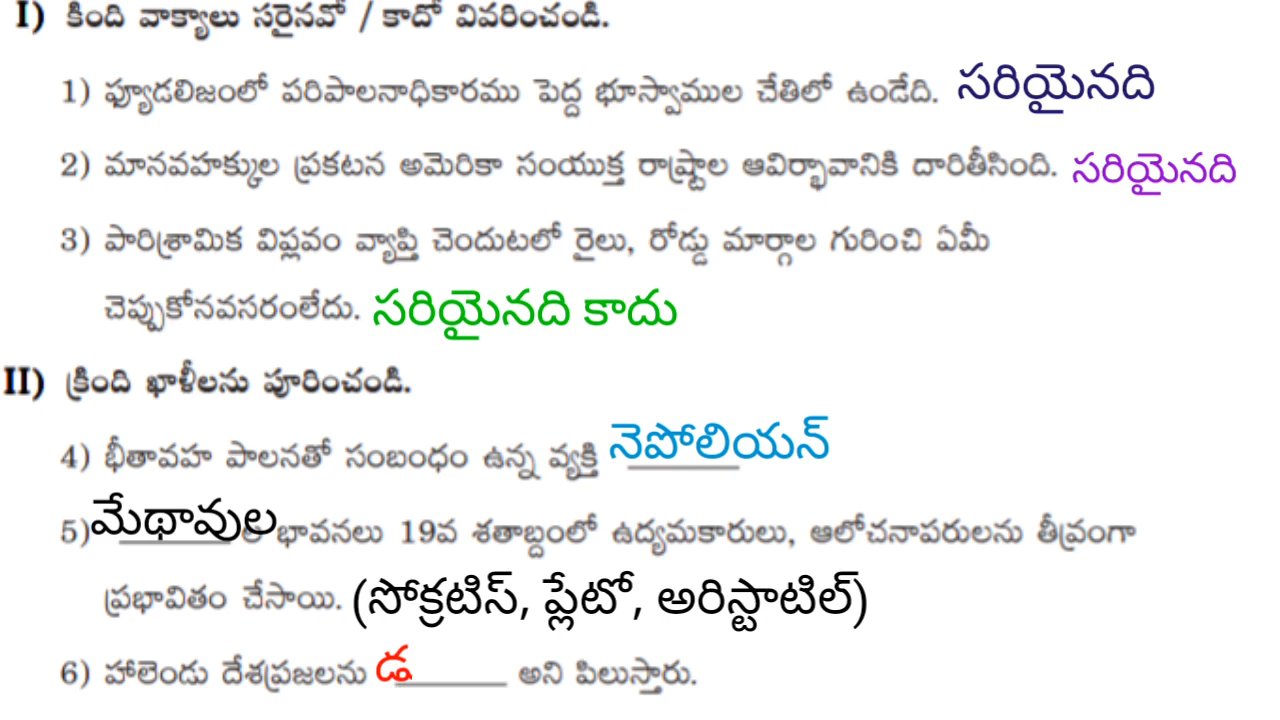 I) కింది వాక్యాలు సరైనవో / కాదో వివరించండి.
1) ఫ్యూడలిజంలో పరిపాలనాధికారము పెద్ద భూస్వాముల చేతిలో ఉండేది. సరియైనది
2) మానవహక్కుల ప్రకటన అమెరికా సంయుక్త రాష్ట్రాల ఆవిర్భావానికి దారితీసింది. సరియైనది
3) పారిశ్రామిక విప్లవం వ్యాప్తి చెందుటలో రైలు, రోడ్డు మార్గాల గురించి ఏమీ
చెప్పుకోనవసరంలేదు. సరియైనది కాదు
II) క్రింది ఖాళీలను పూరించండి.
4) భీతావహ పాలనతో సంబంధం ఉన్న వ్యక్తి నెపోలియన్
5) మేథావుల భావనలు 19వ శతాబ్దంలో ఉద్యమకారులు, ఆలోచనాపరులను తీవ్రంగా
ప్రభావితం చేసాయి. (సోక్రటిస్, ప్లేటో, అరిస్టాటిల్)
6) హాలెండు దేశప్రజలను డ______ అని పిలుస్తారు.